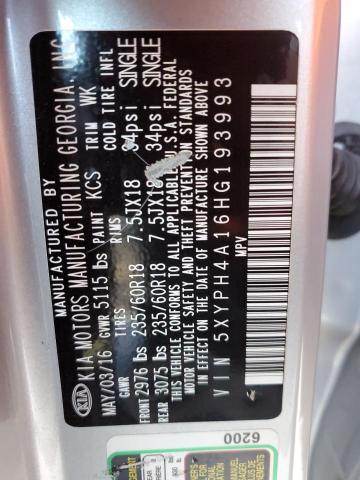 MANUFACTURED BY
KIA KIA MOTORS MANUFACTURING GEORGIA, INC.
MAY/03/16 GVWR 5115 lbs PAINT KCS TRIM WK
GAWR TIRES RIMS COLD TIRE INFL
FRONT 2976 lbs 235/60R18 7.5JX18 34psi SINGLE
REAR 3075 lbs 235/60R18 7.5JX18 34psi SINGLE
THIS VEHICLE CONFORMS TO ALL APPLICABLE U.S.A. FEDERAL
MOTOR VEHICLE SAFETY, THEFT PREVENTION STANDARDS
IN EFFECT ON THE DATE OF MANUFACTURE SHOWN ABOVE
VIN 5XYPH4A16HG193993
MPV
6200